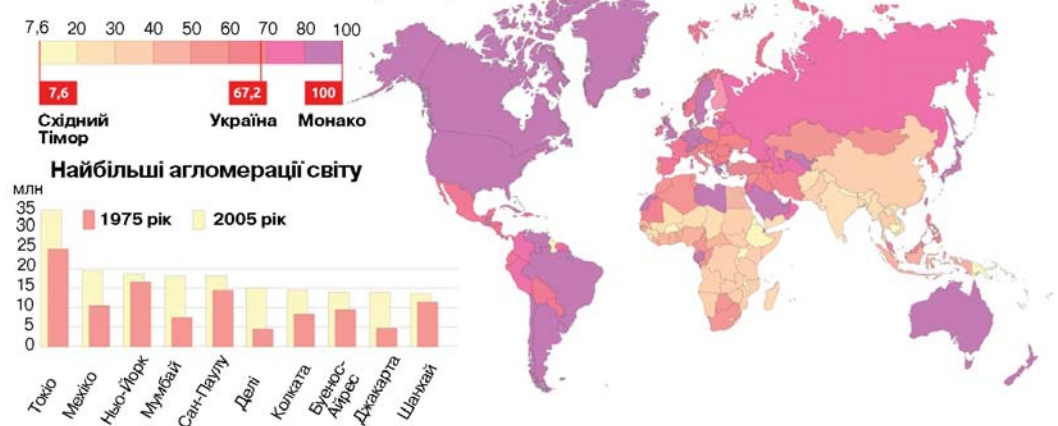 7,6 20 30 40 50 60 70 80 100
7,6 67,2 100
Східний Тімор Україна Монако
Найбільші агломерації світу
млн
1975 рік 2005 рік
35
30
25
20
15
10
5
0
Токіо
Мехіко
Нью-Йорк
Мумбай
Сан-Паулу
Делі
Колката
Буенос-
Айрес
Джакарта
Шанхай